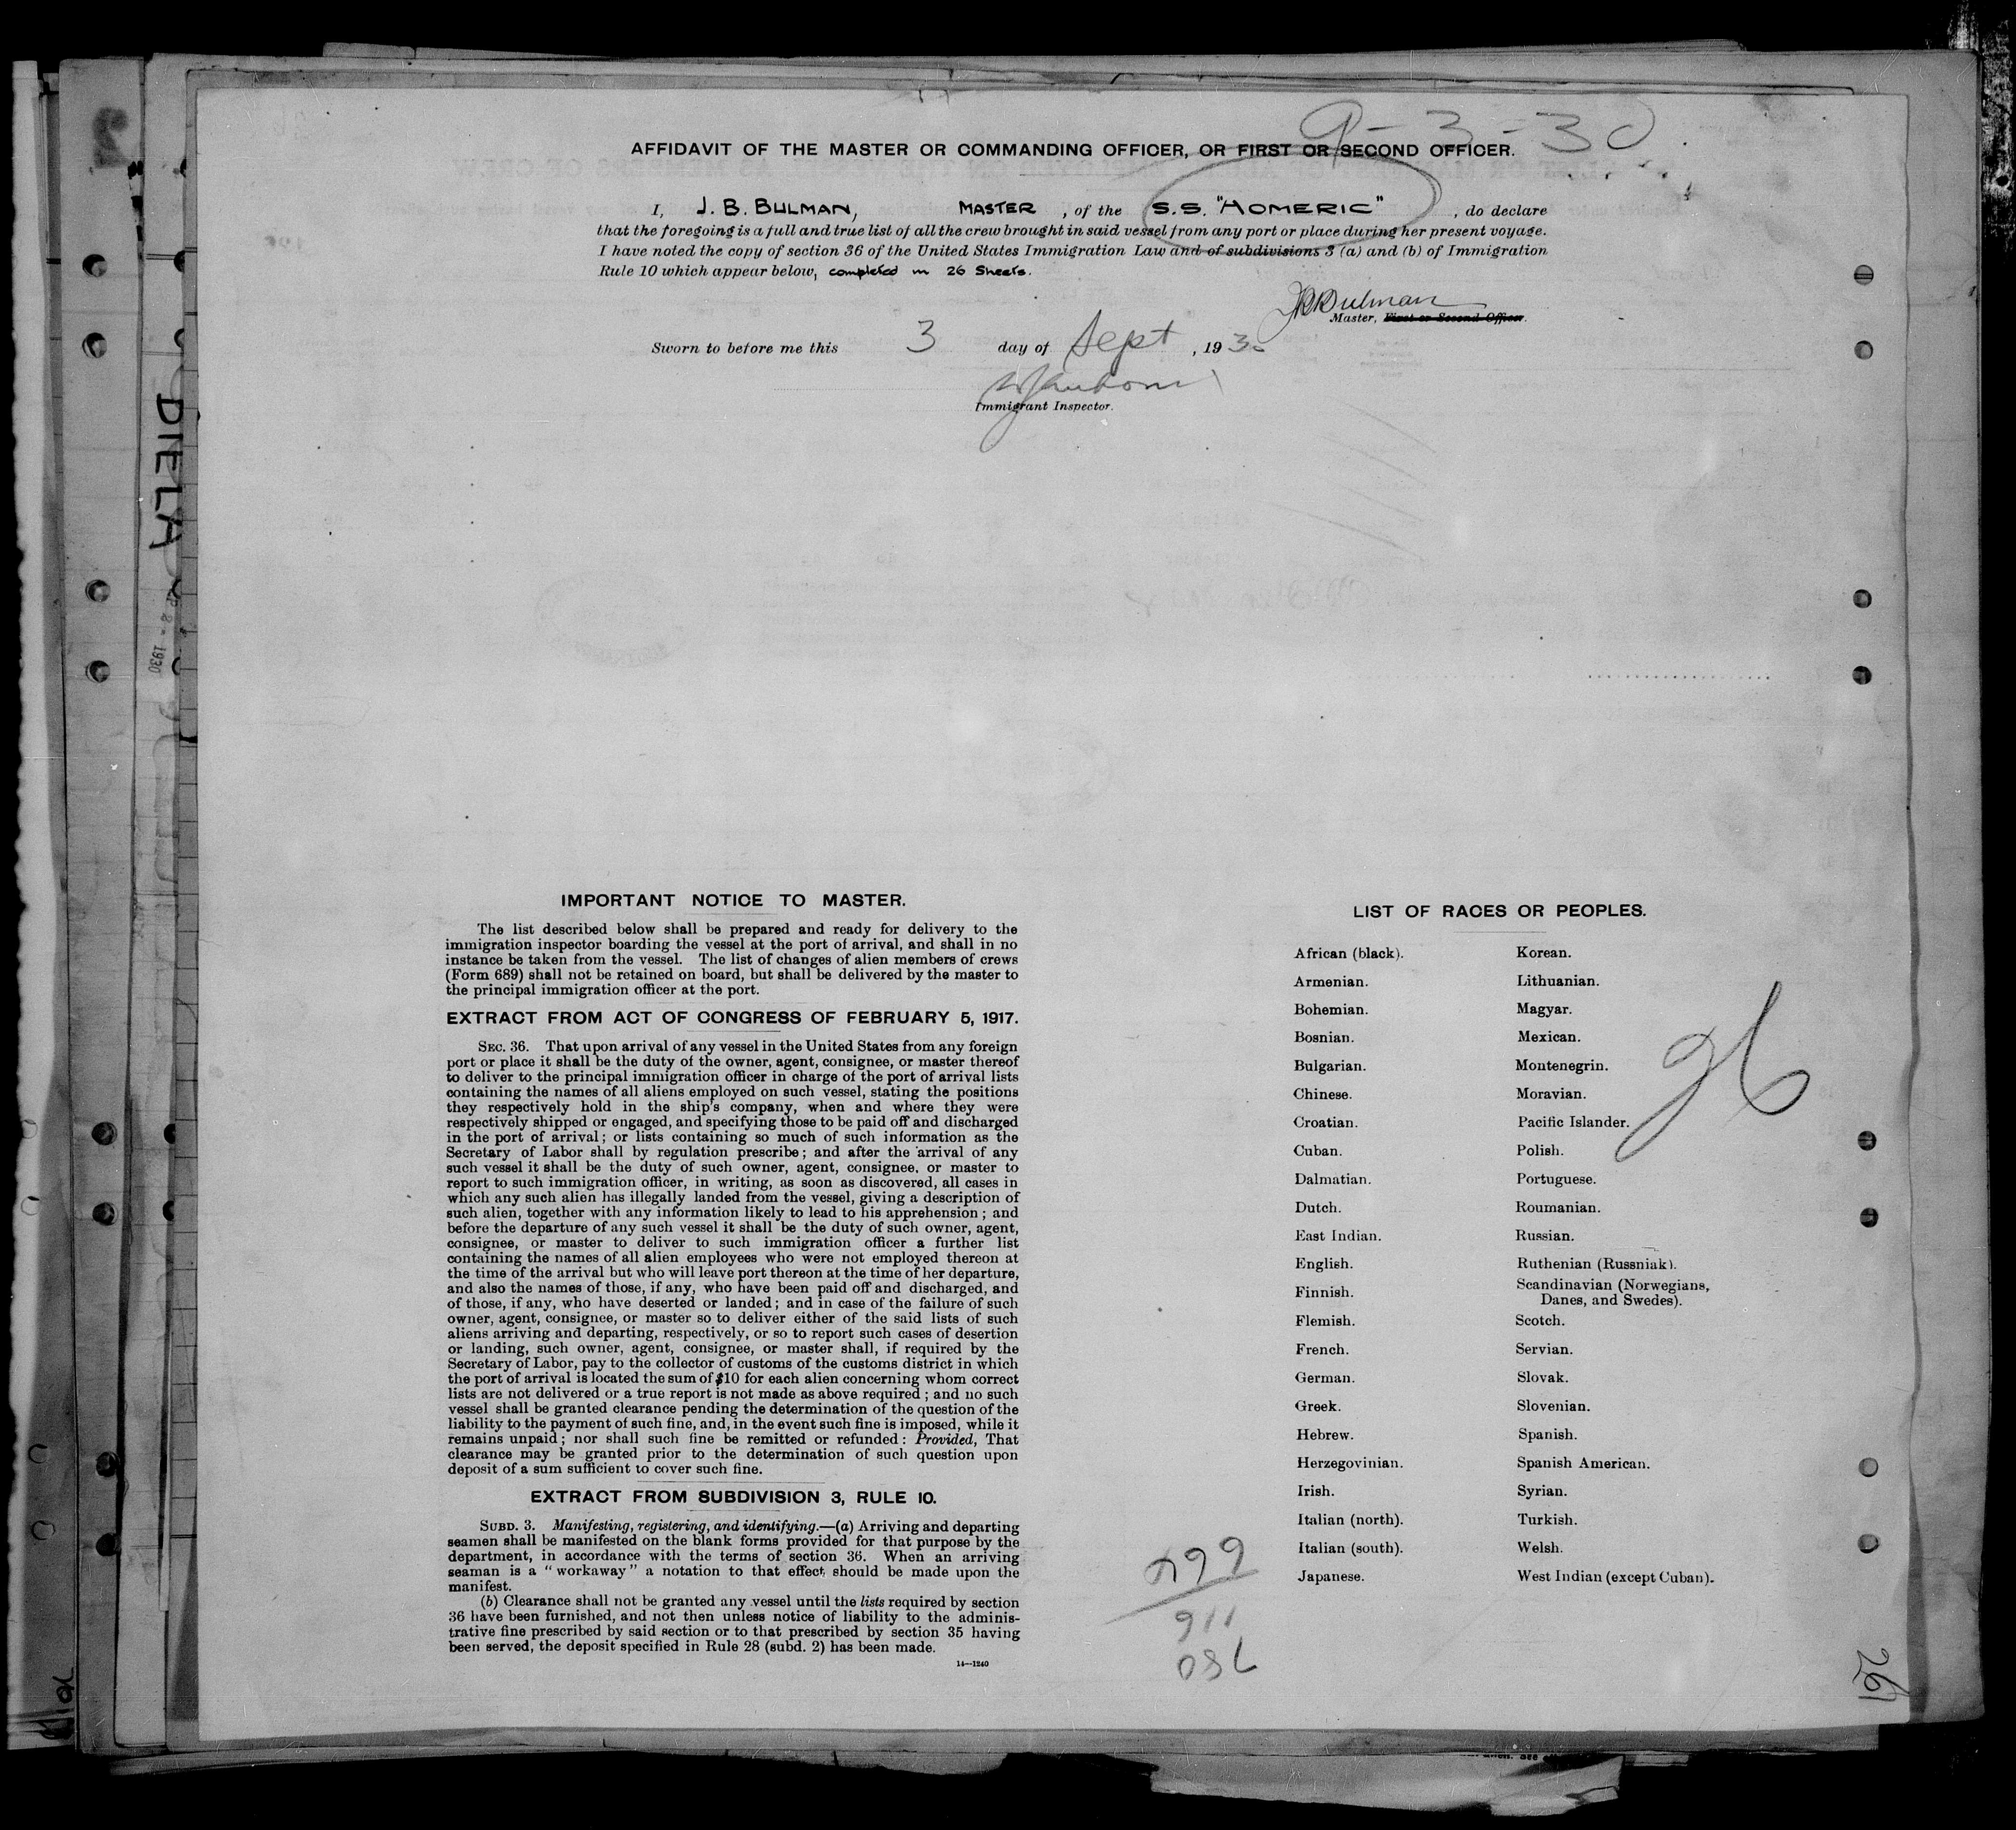 9-3-30
AFFIDAVIT OF THE MASTER OR COMMANDING OFFICER, OR FIRST OR SECOND OFFICER.
I, J. B. BULMAN, MASTER, of the S.S. "HOMERIC", do declare
that the foregoing is a full and true list of all the crew brought in said vessel from any port or place during her present voyage.
I have noted the copy of section 36 of the United States Immigration Law and of subdivisions 3 (a) and (b) of Immigration
Rule 10 which appear below, completed in 26 Sheets.
JBBulman
Master, First or Second Officer.
Sworn to before me this 3 day of Sept, 1930
Immigrant Inspector.
DIELA
1930
IMPORTANT NOTICE TO MASTER.
The list described below shall be prepared and ready for delivery to the
immigration inspector boarding the vessel at the port of arrival, and shall in no
instance be taken from the vessel. The list of changes of alien members of crews
(Form 689) shall not be retained on board, but shall be delivered by the master to
the principal immigration officer at the port.
EXTRACT FROM ACT OF CONGRESS OF FEBRUARY 5, 1917.
SEC. 36. That upon arrival of any vessel in the United States from any foreign
port or place it shall be the duty of the owner, agent, consignee, or master thereof
to deliver to the principal immigration officer in charge of the port of arrival lists
containing the names of all aliens employed on such vessel, stating the positions
they respectively hold in the ship's company, when and where they were
respectively shipped or engaged, and specifying those to be paid off and discharged
in the port of arrival; or lists containing so much of such information as the
Secretary of Labor shall by regulation prescribe; and after the arrival of any
such vessel it shall be the duty of such owner, agent, consignee, or master to
report to such immigration officer, in writing, as soon as discovered, all cases in
which any such alien has illegally landed from the vessel, giving a description of
such alien, together with any information likely to lead to his apprehension; and
before the departure of any such vessel it shall be the duty of such owner, agent,
consignee, or master to deliver to such immigration officer a further list
containing the names of all alien employees who were not employed thereon at
the time of the arrival but who will leave port thereon at the time of her departure,
and also the names of those, if any, who have been paid off and discharged, and
of those, if any, who have deserted or landed; and in case of the failure of such
owner, agent, consignee, or master so to deliver either of the said lists of such
aliens arriving and departing, respectively, or so to report such cases of desertion
or landing, such owner, agent, consignee, or master shall, if required by the
Secretary of Labor, pay to the collector of customs of the customs district in which
the port of arrival is located the sum of $10 for each alien concerning whom correct
lists are not delivered or a true report is not made as above required; and no such
vessel shall be granted clearance pending the determination of the question of the
liability to the payment of such fine, and, in the event such fine is imposed, while it
remains unpaid; nor shall such fine be remitted or refunded: Provided, That
clearance may be granted prior to the determination of such question upon
deposit of a sum sufficient to cover such fine.
EXTRACT FROM SUBDIVISION 3, RULE 10.
SUBD. 3. Manifesting, registering, and identifying.—(a) Arriving and departing
seamen shall be manifested on the blank forms provided for that purpose by the
department, in accordance with the terms of section 36. When an arriving
seaman is a "workaway" a notation to that effect should be made upon the
manifest.
(b) Clearance shall not be granted any vessel until the lists required by section
36 have been furnished, and not then unless notice of liability to the adminis-
trative fine prescribed by said section or to that prescribed by section 35 having
been served, the deposit specified in Rule 28 (subd. 2) has been made.
14—1240
LIST OF RACES OR PEOPLES.
African (black). Korean.
Armenian. Lithuanian.
Bohemian. Magyar.
Bosnian. Mexican.
Bulgarian. Montenegrin.
Chinese. Moravian.
Croatian. Pacific Islander.
Cuban. Polish.
Dalmatian. Portuguese.
Dutch. Roumanian.
East Indian. Russian.
English. Ruthenian (Russniak).
Finnish. Scandinavian (Norwegians,
Danes, and Swedes).
Flemish. Scotch.
French. Servian.
German. Slovak.
Greek. Slovenian.
Hebrew. Spanish.
Herzegovinian. Spanish American.
Irish. Syrian.
Italian (north). Turkish.
Italian (south). Welsh.
Japanese. West Indian (except Cuban).
26